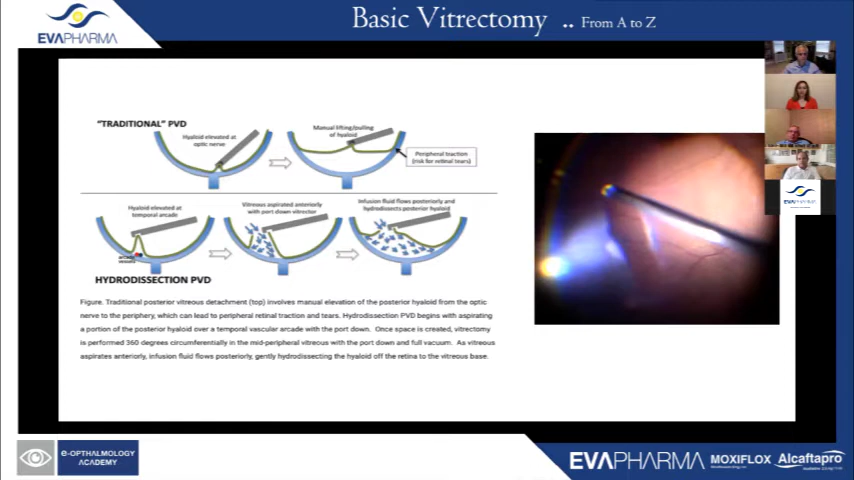 Basic Vitrectomy .. From A to Z
EVAPHARMA
"TRADITIONAL" PVD
Hyaloid elevated at
optic nerve
Manual lifting/pulling
of hyaloid
Peripheral traction
(risk for retinal tears)
Hyaloid elevated at
temporal arcade
Vitreous aspirated anteriorly
with port down vitrector
Infusion fluid flows posteriorly and
hydrodissects posterior hyaloid
arcade
vessels
HYDRODISSECTION PVD
Figure. Traditional posterior vitreous detachment (top) involves manual elevation of the posterior hyaloid from the optic
nerve to the periphery, which can lead to peripheral retinal traction and tears. Hydrodissection PVD begins with aspirating
a portion of the posterior hyaloid over a temporal vascular arcade with the port down. Once space is created, vitrectomy
is performed 360 degrees circumferentially in the mid-peripheral vitreous with the port down and full vacuum. As vitreous
aspirates anteriorly, infusion fluid flows posteriorly, gently hydrodissecting the hyaloid off the retina to the vitreous base.
EVAPHARMA
e-OPTHALMOLOGY
ACADEMY
EVAPHARMA
MOXIFLOX
Alcaftapro